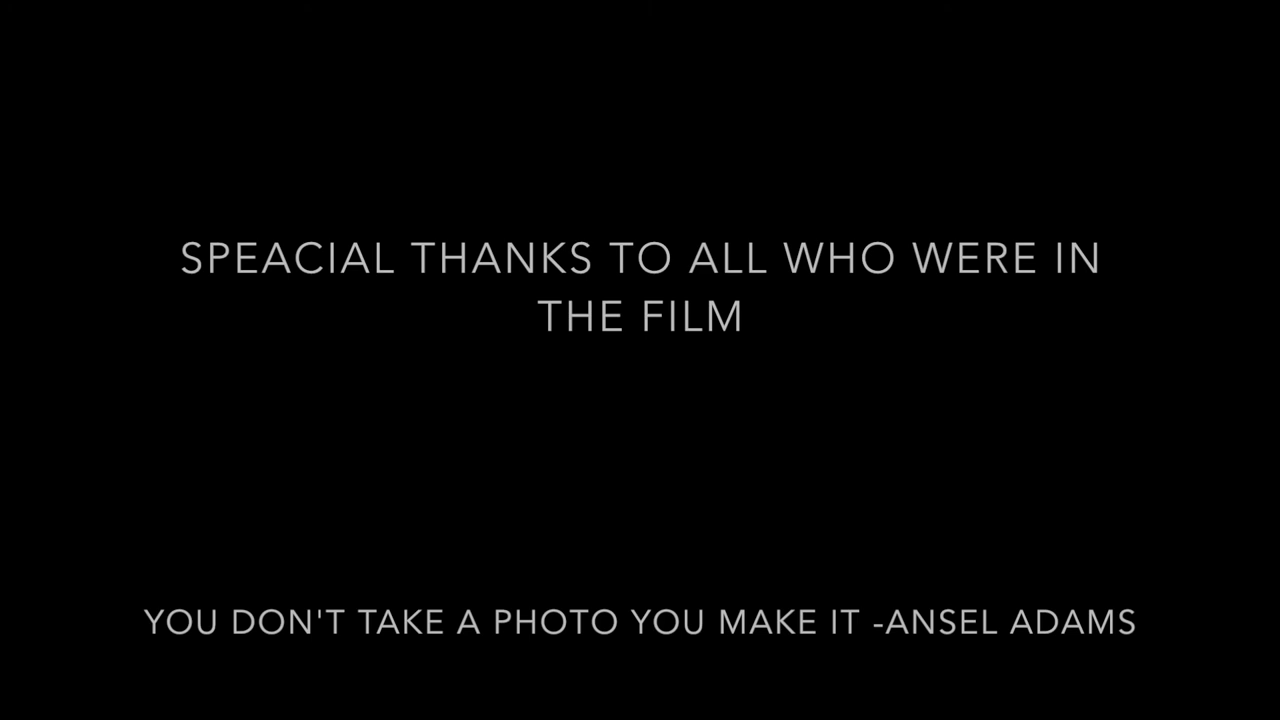 SPEACIAL THANKS TO ALL WHO WERE IN
THE FILM
YOU DON'T TAKE A PHOTO YOU MAKE IT -ANSEL ADAMS